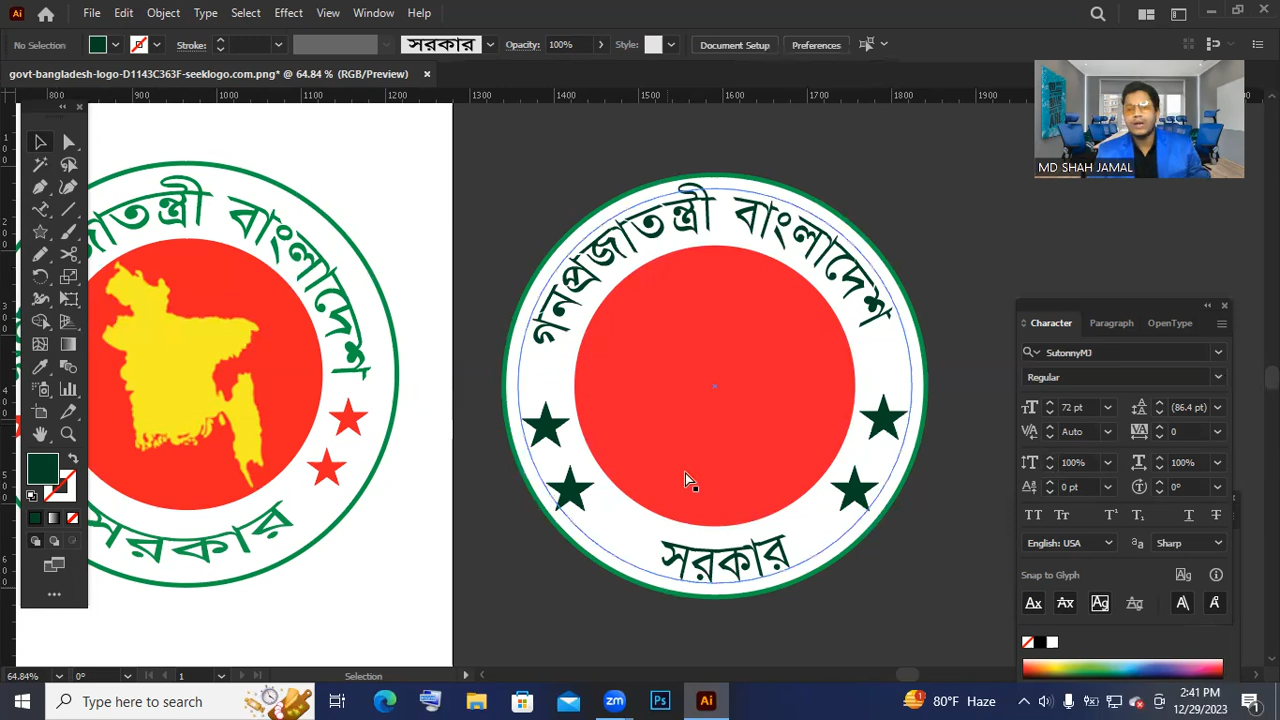 Ai File Edit Object Type Select Effect View Window Help
No Selection Stroke: সরকার Opacity: 100% Style: Document Setup Preferences
govt-bangladesh-logo-D1143C363F-seeklogo.com.png* @ 64.84 % (RGB/Preview) ×
800 900 1000 1100 1200 1300 1400 1500 1600 1700 1800 1900
MD SHAH JAMAL
বাংলাদেশ
সরকার
গনপ্রজাতন্ত্রী বাংলাদেশ
সরকার
Character Paragraph OpenType
SutonnyMJ
Regular
72 pt (86.4 pt)
Auto 0
100% 100%
0 pt 0°
English: USA Sharp
Snap to Glyph
64.84% 0° 1 Selection
Type here to search
zm Ps Ai
80°F Haze
2:41 PM
12/29/2023